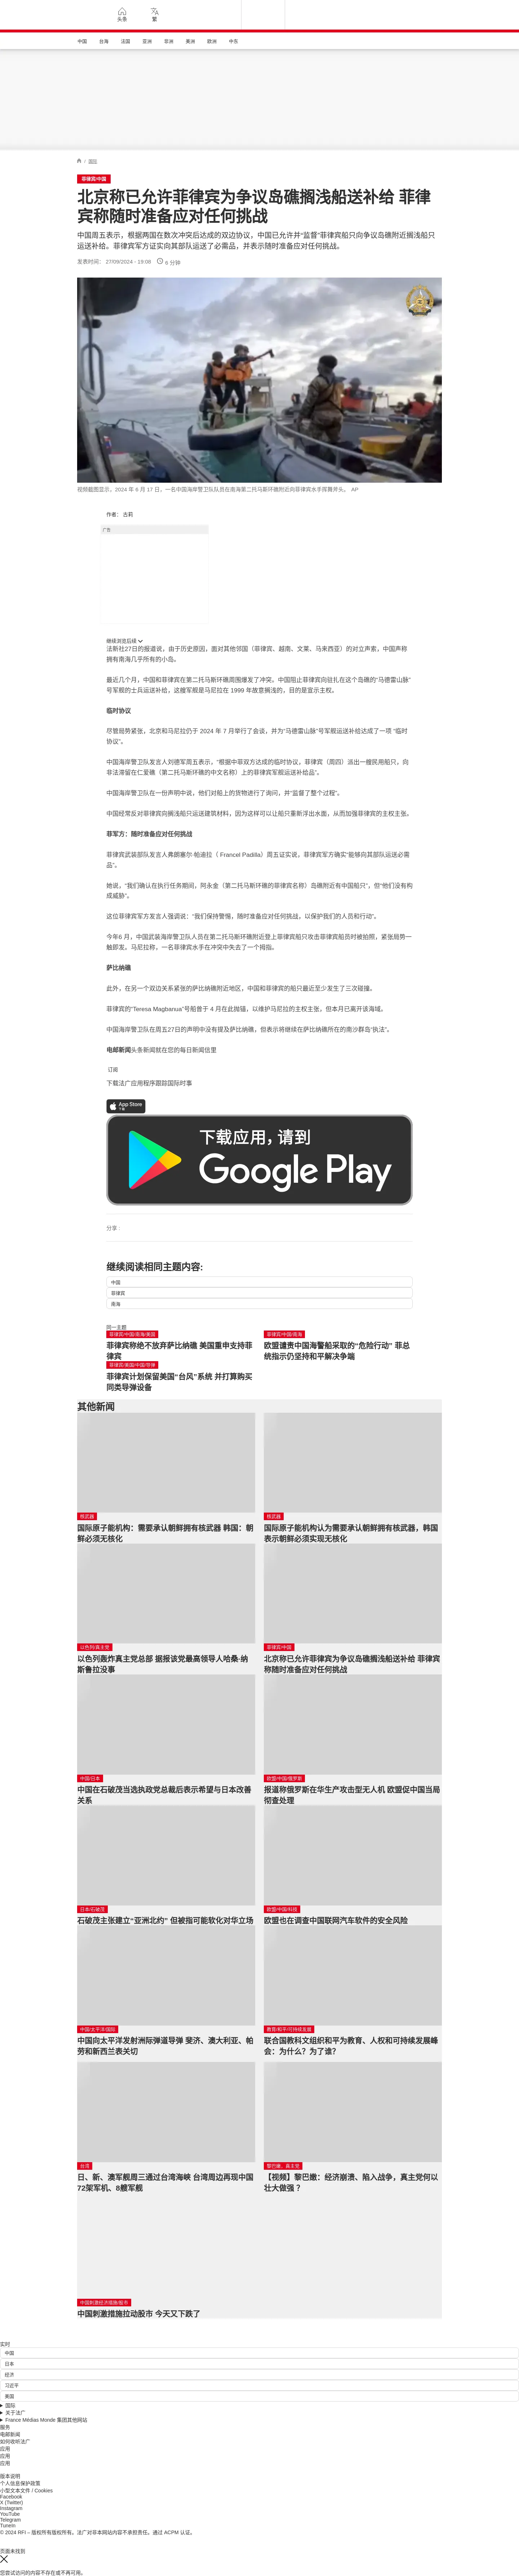 头条
繁
中国 台海 法国 亚洲 非洲 美洲 欧洲 中东
/ 国际
菲律宾/中国
北京称已允许菲律宾为争议岛礁搁浅船送补给 菲律
宾称随时准备应对任何挑战
中国周五表示，根据两国在数次冲突后达成的双边协议，中国已允许并“监督”菲律宾船只向争议岛礁附近搁浅船只
运送补给。菲律宾军方证实向其部队运送了必需品，并表示随时准备应对任何挑战。
发表时间： 27/09/2024 - 19:08 6 分钟
视频截图显示，2024 年 6 月 17 日，一名中国海岸警卫队队员在南海第二托马斯环礁附近向菲律宾水手挥舞斧头。 AP
作者： 古莉
广告
继续浏览后续
法新社27日的报道说，由于历史原因，面对其他邻国（菲律宾、越南、文莱、马来西亚）的对立声索，中国声称
拥有南海几乎所有的小岛。
最近几个月，中国和菲律宾在第二托马斯环礁周围爆发了冲突。中国阻止菲律宾向驻扎在这个岛礁的“马德雷山脉”
号军舰的士兵运送补给，这艘军舰是马尼拉在 1999 年故意搁浅的，目的是宣示主权。
临时协议
尽管局势紧张，北京和马尼拉仍于 2024 年 7 月举行了会谈，并为“马德雷山脉”号军舰运送补给达成了一项 “临时
协议”。
中国海岸警卫队发言人刘德军周五表示，“根据中菲双方达成的临时协议，菲律宾（周四）派出一艘民用船只，向
非法滞留在仁爱礁（第二托马斯环礁的中文名称）上的菲律宾军舰运送补给品”。
中国海岸警卫队在一份声明中说，他们对船上的货物进行了询问，并“监督了整个过程”。
中国经常反对菲律宾向搁浅船只运送建筑材料，因为这样可以让船只重新浮出水面，从而加强菲律宾的主权主张。
菲军方：随时准备应对任何挑战
菲律宾武装部队发言人弗朗塞尔·帕迪拉（ Francel Padilla）周五证实说，菲律宾军方确实“能够向其部队运送必需
品”。
她说，“我们确认在执行任务期间，阿永金（第二托马斯环礁的菲律宾名称）岛礁附近有中国船只”，但“他们没有构
成威胁”。
这位菲律宾军方发言人强调说：“我们保持警惕，随时准备应对任何挑战，以保护我们的人员和行动”。
今年6 月，中国武装海岸警卫队人员在第二托马斯环礁附近登上菲律宾船只攻击菲律宾船员时被拍照，紧张局势一
触即发。马尼拉称，一名菲律宾水手在冲突中失去了一个拇指。
萨比纳礁
此外，在另一个双边关系紧张的萨比纳礁附近地区，中国和菲律宾的船只最近至少发生了三次碰撞。
菲律宾的“Teresa Magbanua”号船曾于 4 月在此抛锚，以维护马尼拉的主权主张，但本月已离开该海域。
中国海岸警卫队在周五27日的声明中没有提及萨比纳礁，但表示将继续在萨比纳礁所在的南沙群岛“执法”。
电邮新闻头条新闻就在您的每日新闻信里
订阅
下载法广应用程序跟踪国际时事
App Store
下载
下载应用，请到
Google Play
分享 :
继续阅读相同主题内容:
中国
菲律宾
南海
同一主题
菲律宾/中国/南海/美国
菲律宾称绝不放弃萨比纳礁 美国重申支持菲
律宾
菲律宾/中国/南海
欧盟谴责中国海警船采取的“危险行动” 菲总
统指示仍坚持和平解决争端
菲律宾/美国/中国/导弹
菲律宾计划保留美国“台风”系统 并打算购买
同类导弹设备
其他新闻
核武器
国际原子能机构：需要承认朝鲜拥有核武器 韩国：朝
鲜必须无核化
核武器
国际原子能机构认为需要承认朝鲜拥有核武器，韩国
表示朝鲜必须实现无核化
以色列/真主党
以色列轰炸真主党总部 据报该党最高领导人哈桑·纳
斯鲁拉没事
菲律宾/中国
北京称已允许菲律宾为争议岛礁搁浅船送补给 菲律宾
称随时准备应对任何挑战
中国/日本
中国在石破茂当选执政党总裁后表示希望与日本改善
关系
欧盟/中国/俄罗斯
报道称俄罗斯在华生产攻击型无人机 欧盟促中国当局
彻查处理
日本/石破茂
石破茂主张建立“亚洲北约” 但被指可能软化对华立场
欧盟/中国/科技
欧盟也在调查中国联网汽车软件的安全风险
中国/太平洋/国际
中国向太平洋发射洲际弹道导弹 斐济、澳大利亚、帕
劳和新西兰表关切
教育/和平/可持续发展
联合国教科文组织和平为教育、人权和可持续发展峰
会：为什么？为了谁？
台湾
日、新、澳军舰周三通过台湾海峡 台湾周边再现中国
72架军机、8艘军舰
黎巴嫩，真主党
【视频】黎巴嫩：经济崩溃、陷入战争，真主党何以
壮大做强 ？
中国刺激经济措施/股市
中国刺激措施拉动股市 今天又下跌了
实时
中国
日本
经济
习近平
美国
国际
关于法广
France Médias Monde 集团其他网站
服务
电邮新闻
如何收听法广
应用
应用
应用
版本说明
个人信息保护政策
小型文本文件 / Cookies
Facebook
X (Twitter)
Instagram
YouTube
Telegram
TuneIn
© 2024 RFI – 版权所有版权所有。法广对非本网站内容不承担责任。通过 ACPM 认证。
页面未找到
您尝试访问的内容不存在或不再可用。